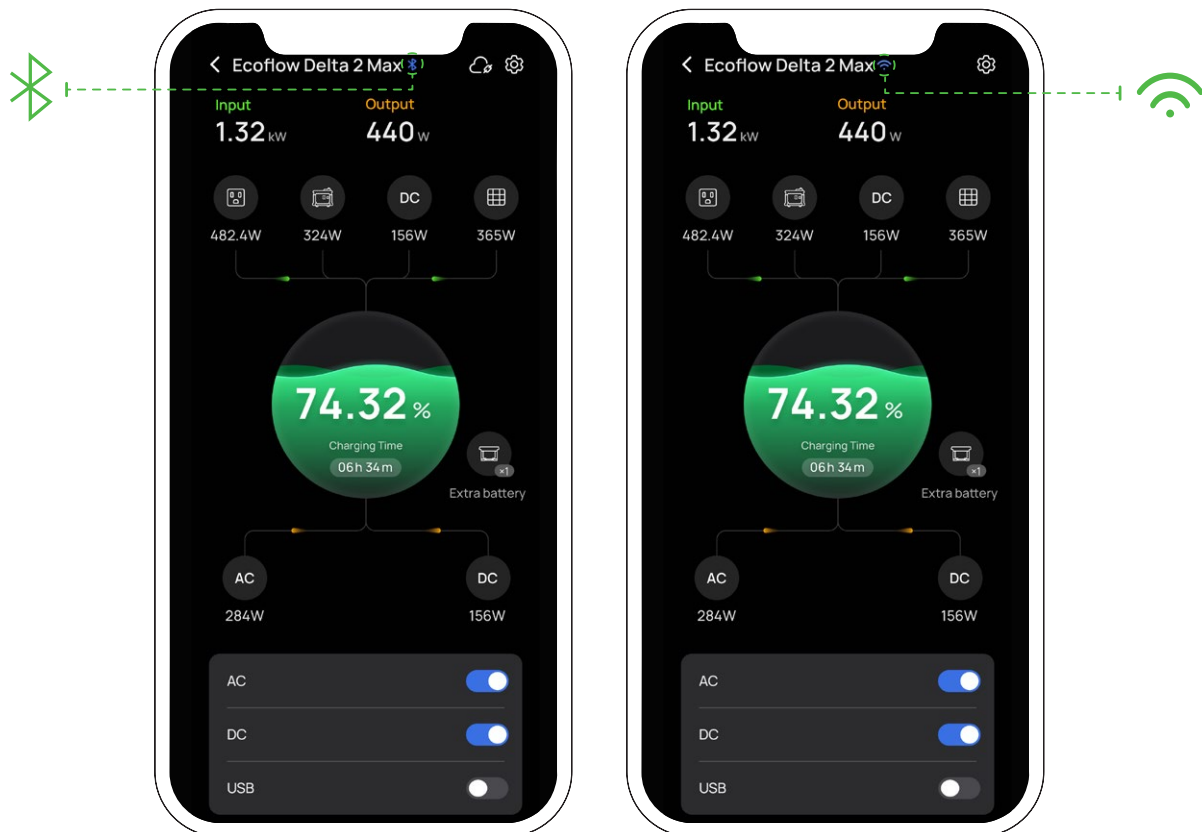 Ecoflow Delta 2 Max
Input Output
1.32 kW 440 W
DC
482.4W 324W 156W 365W
74.32 %
Charging Time
06h 34m
×1
Extra battery
AC DC
284W 156W
AC
DC
USB
Ecoflow Delta 2 Max
Input Output
1.32 kW 440 W
DC
482.4W 324W 156W 365W
74.32 %
Charging Time
06h 34m
×1
Extra battery
AC DC
284W 156W
AC
DC
USB